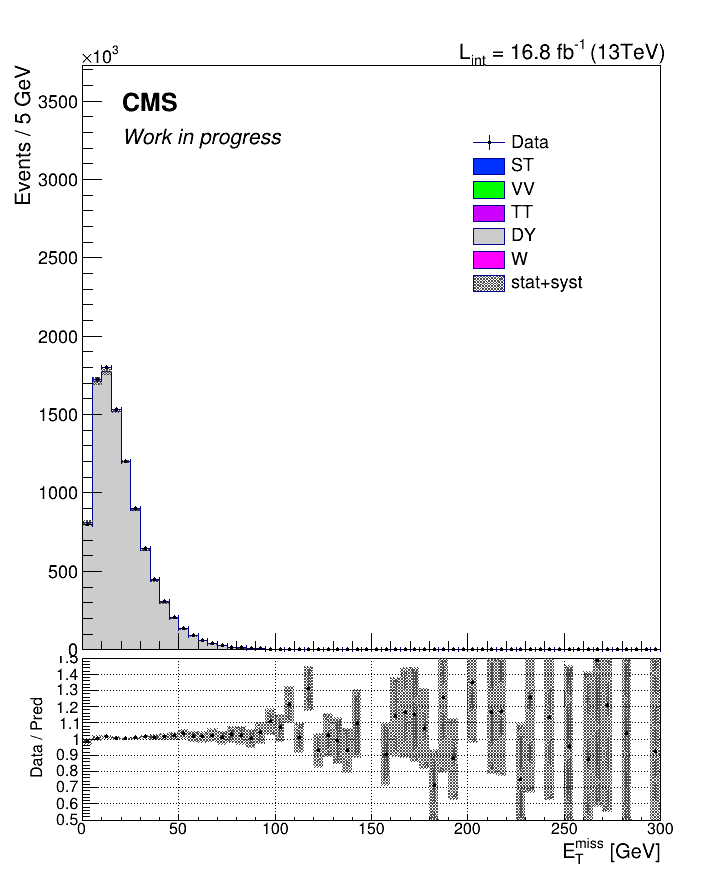 ×10³
L_int = 16.8 fb⁻¹ (13TeV)
Events / 5 GeV
CMS
Work in progress
3500
3000
2500
2000
1500
1000
500
0
Data
ST
VV
TT
DY
W
stat+syst
Data / Pred
1.5
1.4
1.3
1.2
1.1
1
0.9
0.8
0.7
0.6
0.5
0 50 100 150 200 250 300
E_T^miss [GeV]